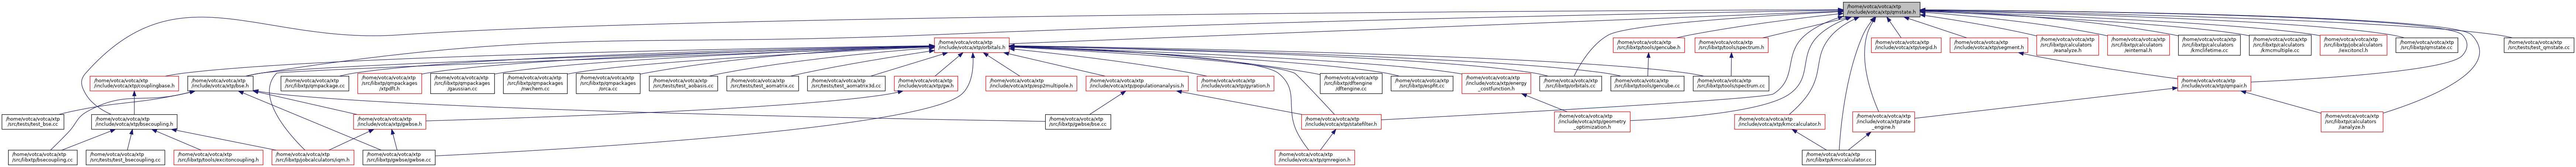 /home/votca/votca/xtp
/include/votca/xtp/qmstate.h
/home/votca/votca/xtp
/include/votca/xtp/orbitals.h
/home/votca/votca/xtp
/src/libxtp/tools/gencube.h
/home/votca/votca/xtp
/src/libxtp/tools/spectrum.h
/home/votca/votca/xtp
/include/votca/xtp/segid.h
/home/votca/votca/xtp
/include/votca/xtp/segment.h
/home/votca/votca/xtp
/src/libxtp/calculators
/eanalyze.h
/home/votca/votca/xtp
/src/libxtp/calculators
/einternal.h
/home/votca/votca/xtp
/src/libxtp/calculators
/kmclifetime.cc
/home/votca/votca/xtp
/src/libxtp/calculators
/kmcmultiple.cc
/home/votca/votca/xtp
/src/libxtp/jobcalculators
/iexcitoncl.h
/home/votca/votca/xtp
/src/libxtp/qmstate.cc
/home/votca/votca/xtp
/src/tests/test_qmstate.cc
/home/votca/votca/xtp
/include/votca/xtp/couplingbase.h
/home/votca/votca/xtp
/include/votca/xtp/bse.h
/home/votca/votca/xtp
/src/libxtp/qmpackage.cc
/home/votca/votca/xtp
/src/libxtp/qmpackages
/xtpdft.h
/home/votca/votca/xtp
/src/libxtp/qmpackages
/gaussian.cc
/home/votca/votca/xtp
/src/libxtp/qmpackages
/nwchem.cc
/home/votca/votca/xtp
/src/libxtp/qmpackages
/orca.cc
/home/votca/votca/xtp
/src/tests/test_aobasis.cc
/home/votca/votca/xtp
/src/tests/test_aomatrix.cc
/home/votca/votca/xtp
/src/tests/test_aomatrix3d.cc
/home/votca/votca/xtp
/include/votca/xtp/gw.h
/home/votca/votca/xtp
/include/votca/xtp/esp2multipole.h
/home/votca/votca/xtp
/include/votca/xtp/populationanalysis.h
/home/votca/votca/xtp
/include/votca/xtp/gyration.h
/home/votca/votca/xtp
/src/libxtp/dftengine
/dftengine.cc
/home/votca/votca/xtp
/src/libxtp/espfit.cc
/home/votca/votca/xtp
/include/votca/xtp/energy
_costfunction.h
/home/votca/votca/xtp
/src/libxtp/orbitals.cc
/home/votca/votca/xtp
/src/libxtp/tools/gencube.cc
/home/votca/votca/xtp
/src/libxtp/tools/spectrum.cc
/home/votca/votca/xtp
/include/votca/xtp/qmpair.h
/home/votca/votca/xtp
/src/tests/test_bse.cc
/home/votca/votca/xtp
/include/votca/xtp/bsecoupling.h
/home/votca/votca/xtp
/include/votca/xtp/gwbse.h
/home/votca/votca/xtp
/src/libxtp/gwbse/bse.cc
/home/votca/votca/xtp
/include/votca/xtp/statefilter.h
/home/votca/votca/xtp
/include/votca/xtp/geometry
_optimization.h
/home/votca/votca/xtp
/include/votca/xtp/kmccalculator.h
/home/votca/votca/xtp
/include/votca/xtp/rate
_engine.h
/home/votca/votca/xtp
/src/libxtp/calculators
/ianalyze.h
/home/votca/votca/xtp
/src/libxtp/bsecoupling.cc
/home/votca/votca/xtp
/src/tests/test_bsecoupling.cc
/home/votca/votca/xtp
/src/libxtp/tools/excitoncoupling.h
/home/votca/votca/xtp
/src/libxtp/jobcalculators/iqm.h
/home/votca/votca/xtp
/src/libxtp/gwbse/gwbse.cc
/home/votca/votca/xtp
/include/votca/xtp/qmregion.h
/home/votca/votca/xtp
/src/libxtp/kmccalculator.cc